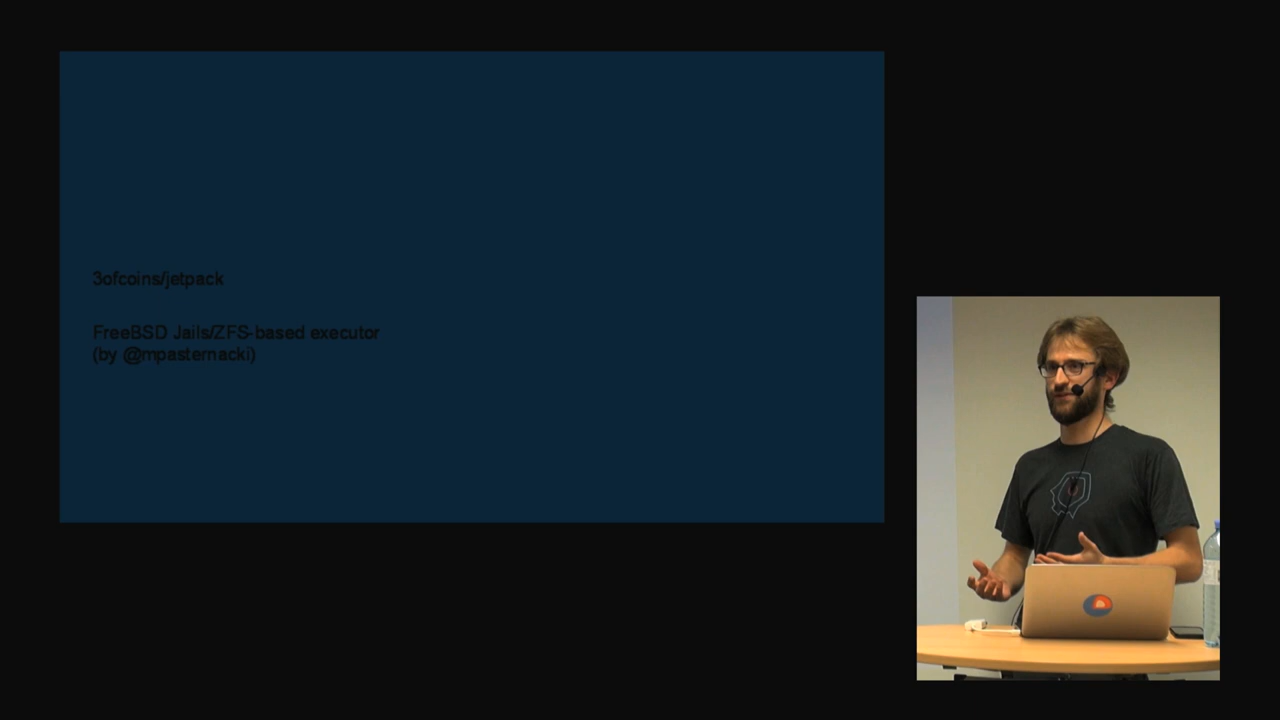 3ofcoins/jetpack
FreeBSD Jails/ZFS-based executor
(by @mpasternacki)